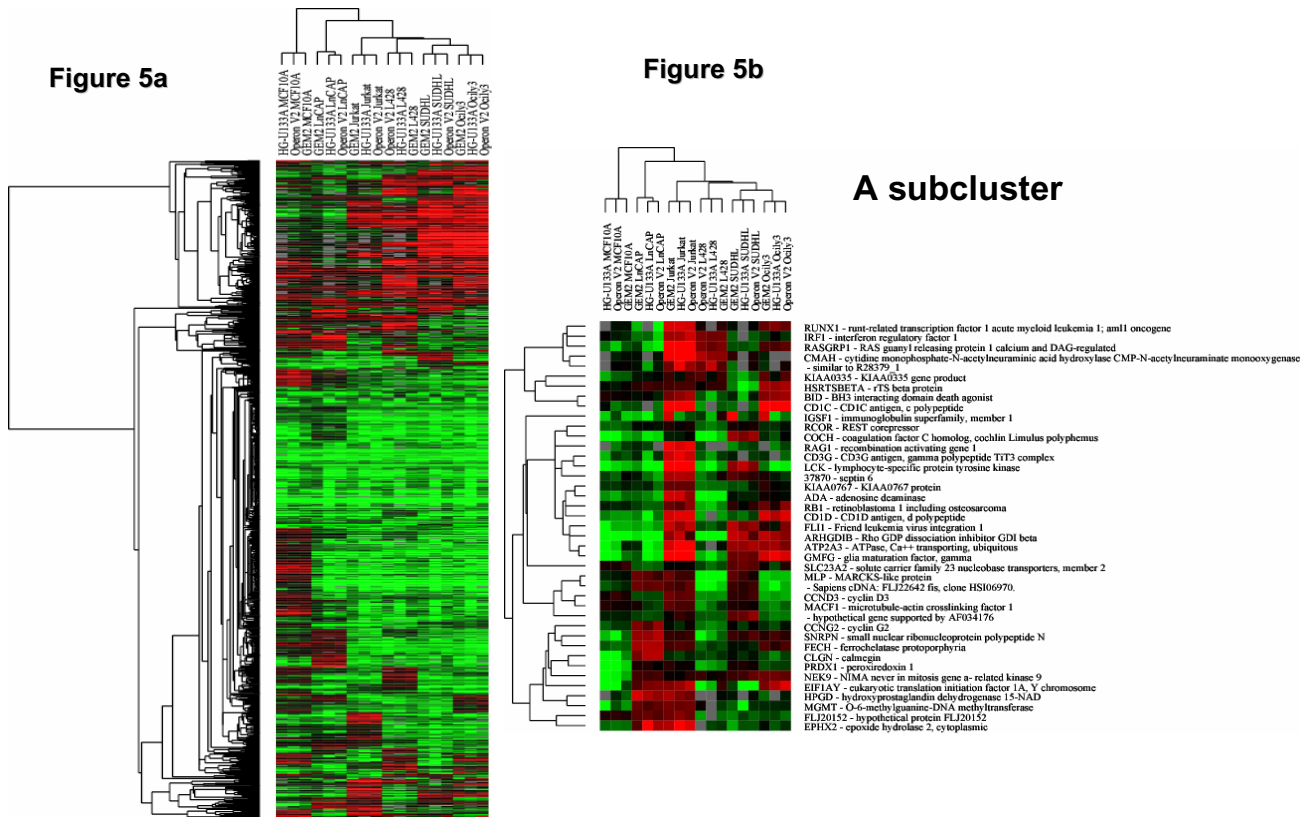 Figure 5a
HG-U133A MCF10A
Operon V2 MCF10A
GEM2 MCF10A
GEM2 LnCAP
HG-U133A LnCAP
Operon V2 LnCAP
GEM2 Jurkat
HG-U133A Jurkat
Operon V2 Jurkat
Operon V2 L428
HG-U133A L428
GEM2 L428
GEM2 SUDHL
HG-U133A SUDHL
Operon V2 SUDHL
GEM2 Ocily3
HG-U133A Ocily3
Operon V2 Ocily3
Figure 5b
A subcluster
HG-U133A MCF10A
Operon V2 MCF10A
GEM2 MCF10A
GEM2 LnCAP
HG-U133A LnCAP
Operon V2 LnCAP
GEM2 Jurkat
HG-U133A Jurkat
Operon V2 Jurkat
Operon V2 L428
HG-U133A L428
GEM2 L428
GEM2 SUDHL
HG-U133A SUDHL
Operon V2 SUDHL
GEM2 Ocily3
HG-U133A Ocily3
Operon V2 Ocily3
RUNX1 - runt-related transcription factor 1 acute myeloid leukemia 1; aml1 oncogene
IRF1 - interferon regulatory factor 1
RASGRP1 - RAS guanyl releasing protein 1 calcium and DAG-regulated
CMAH - cytidine monophosphate-N-acetylneuraminic acid hydroxylase CMP-N-acetylneuraminate monooxygenase
- similar to R28379_1
KIAA0335 - KIAA0335 gene product
HSRTSBETA - rTS beta protein
BID - BH3 interacting domain death agonist
CD1C - CD1C antigen, c polypeptide
IGSF1 - immunoglobulin superfamily, member 1
RCOR - REST corepressor
COCH - coagulation factor C homolog, cochlin Limulus polyphemus
RAG1 - recombination activating gene 1
CD3G - CD3G antigen, gamma polypeptide TiT3 complex
LCK - lymphocyte-specific protein tyrosine kinase
37870 - septin 6
KIAA0767 - KIAA0767 protein
ADA - adenosine deaminase
RB1 - retinoblastoma 1 including osteosarcoma
CD1D - CD1D antigen, d polypeptide
FLI1 - Friend leukemia virus integration 1
ARHGDIB - Rho GDP dissociation inhibitor GDI beta
ATP2A3 - ATPase, Ca++ transporting, ubiquitous
GMFG - glia maturation factor, gamma
SLC23A2 - solute carrier family 23 nucleobase transporters, member 2
MLP - MARCKS-like protein
- Sapiens cDNA: FLJ22642 fis, clone HSI06970.
CCND3 - cyclin D3
MACF1 - microtubule-actin crosslinking factor 1
- hypothetical gene supported by AF034176
CCNG2 - cyclin G2
SNRPN - small nuclear ribonucleoprotein polypeptide N
FECH - ferrochelatase protoporphyria
CLGN - calmegin
PRDX1 - peroxiredoxin 1
NEK9 - NIMA never in mitosis gene a- related kinase 9
EIF1AY - eukaryotic translation initiation factor 1A, Y chromosome
HPGD - hydroxyprostaglandin dehydrogenase 15-NAD
MGMT - O-6-methylguanine-DNA methyltransferase
FLJ20152 - hypothetical protein FLJ20152
EPHX2 - epoxide hydrolase 2, cytoplasmic